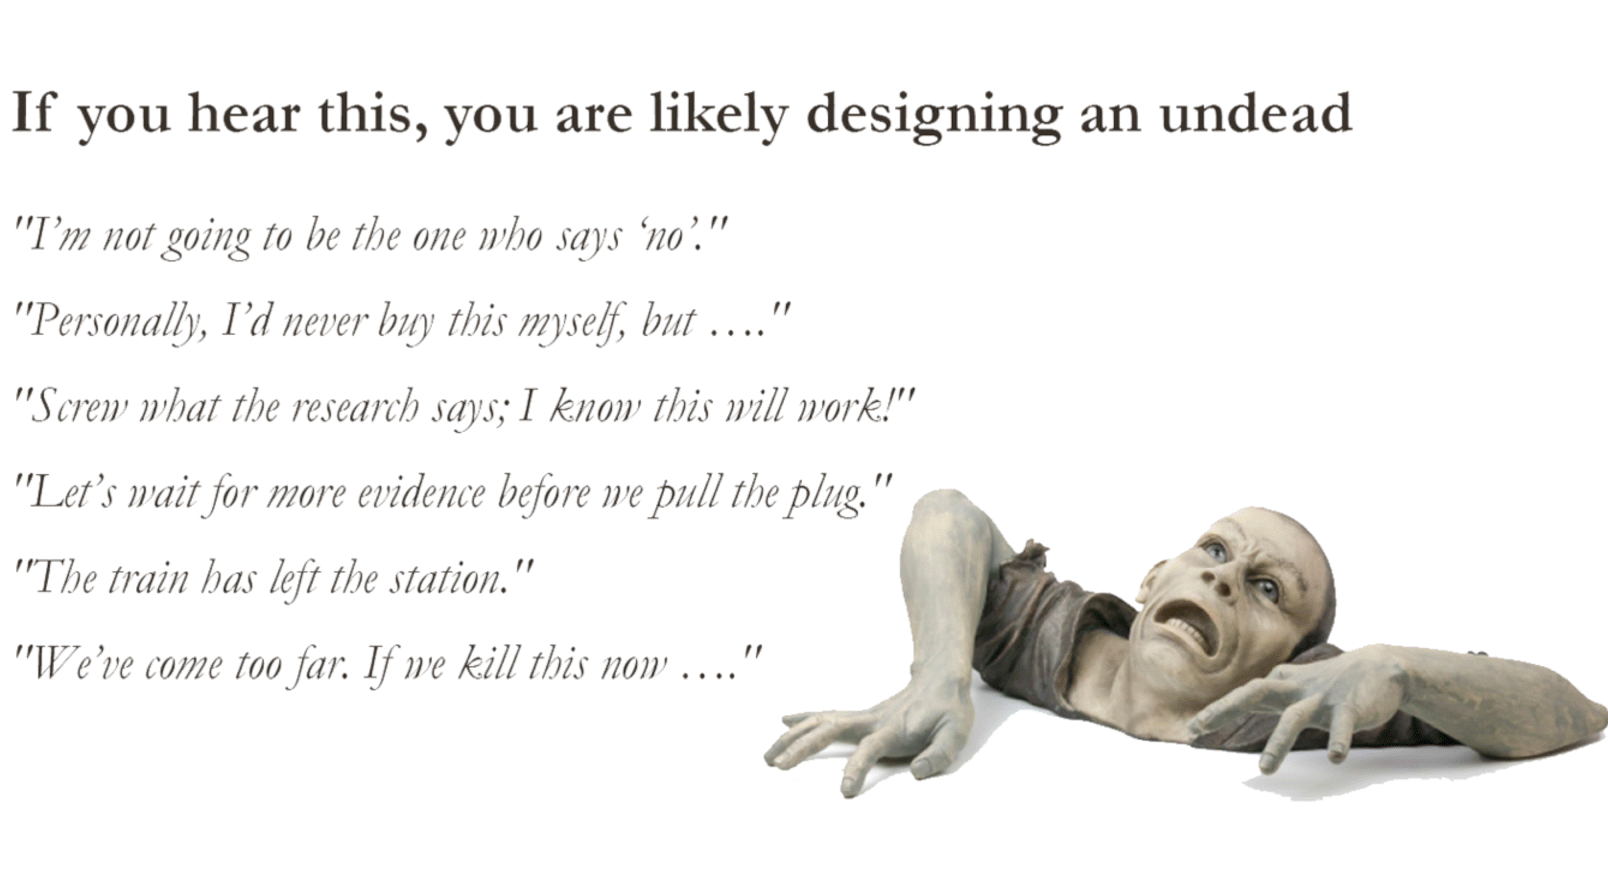 If you hear this, you are likely designing an undead
"I’m not going to be the one who says ‘no’."
"Personally, I’d never buy this myself, but …."
"Screw what the research says; I know this will work!"
"Let’s wait for more evidence before we pull the plug."
"The train has left the station."
"We’ve come too far. If we kill this now …."